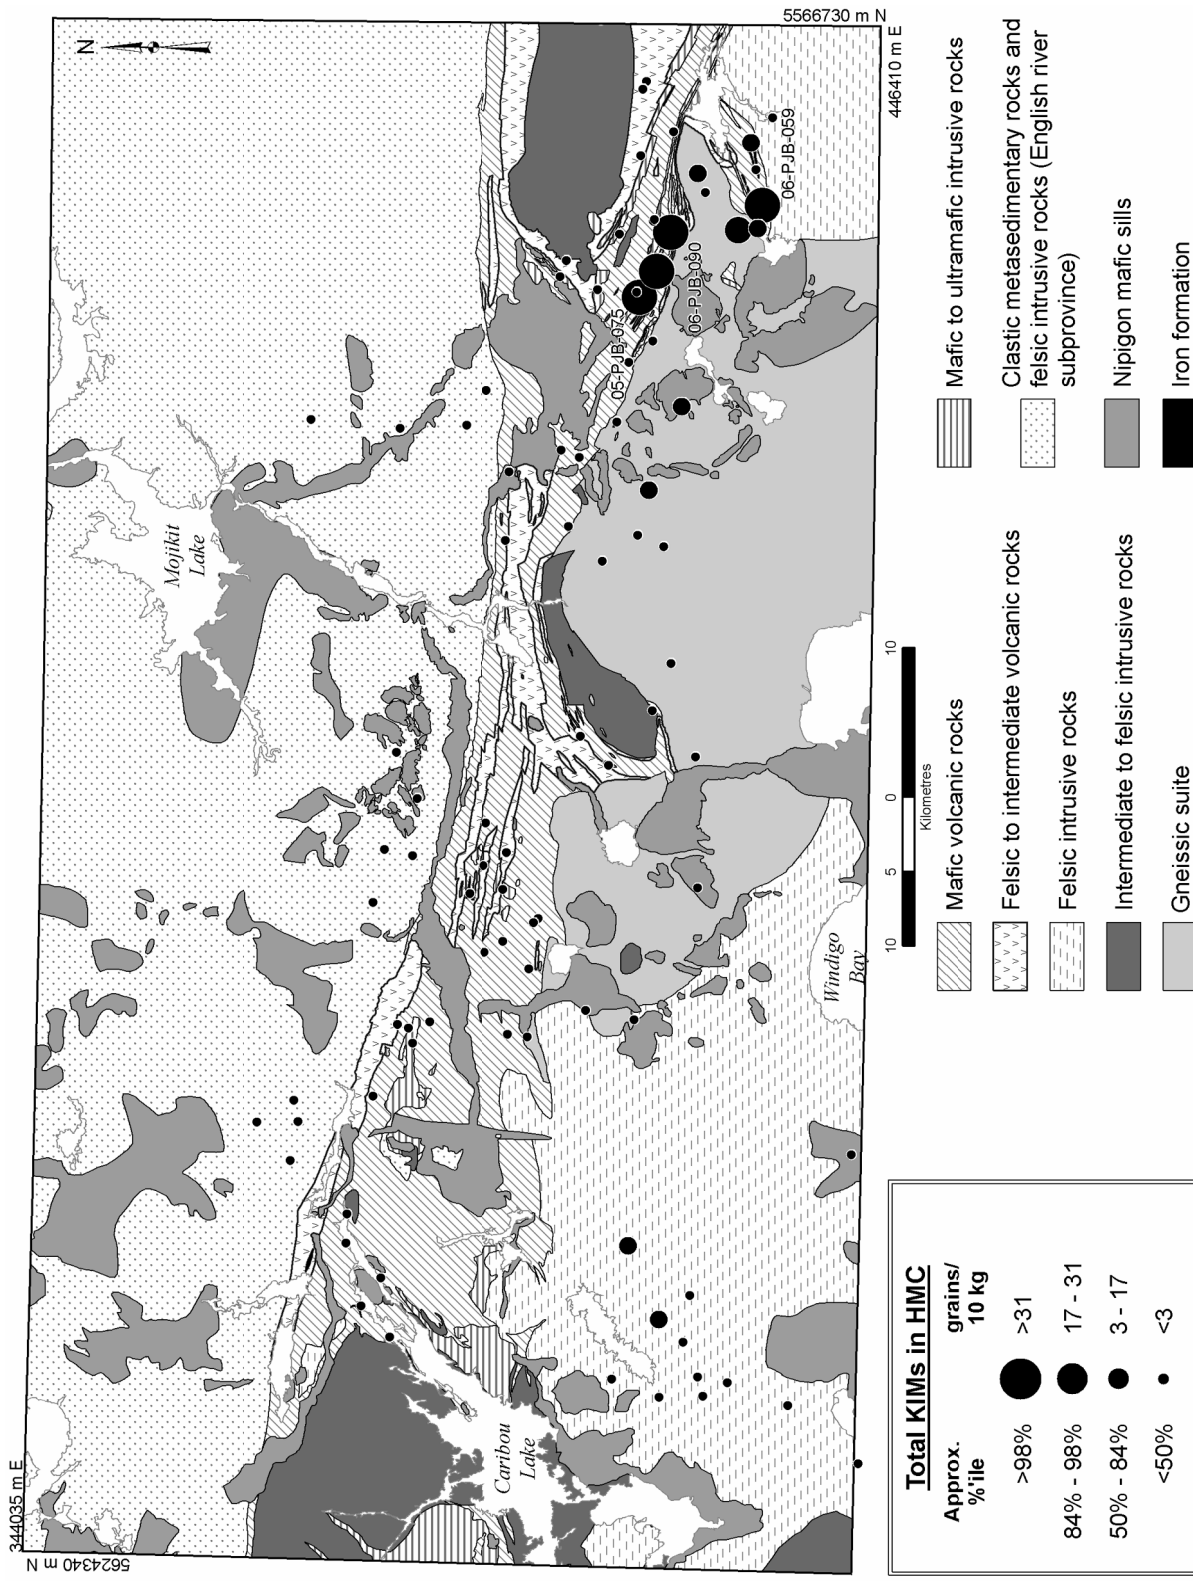 344035 m E
5624340 m N
N
5566730 m N
446410 m E
Mojikit
Lake
Caribou
Lake
Windigo
Bay
05-PJB-075
06-PJB-090
06-PJB-059
Total KIMs in HMC
Approx. grains/
%'ile 10 kg
>98% >31
84% - 98% 17 - 31
50% - 84% 3 - 17
<50% <3
10 5 0 10
Kilometres
Mafic volcanic rocks
Felsic to intermediate volcanic rocks
Felsic intrusive rocks
Intermediate to felsic intrusive rocks
Gneissic suite
Mafic to ultramafic intrusive rocks
Clastic metasedimentary rocks and
felsic intrusive rocks (English river
subprovince)
Nipigon mafic sills
Iron formation